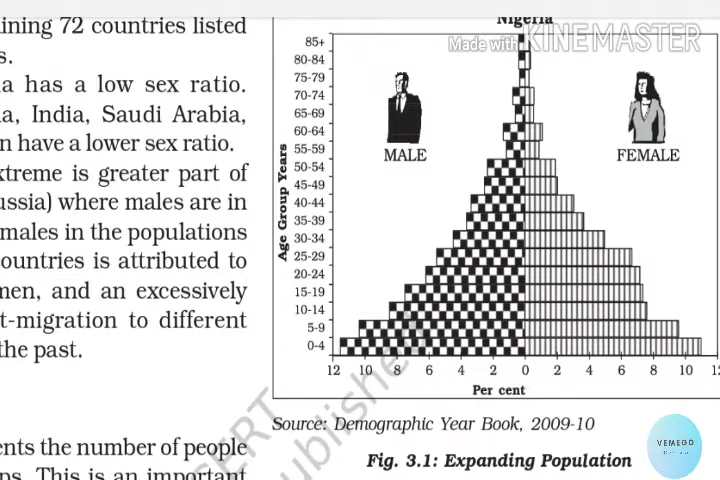 ining 72 countries listed
s.
a has a low sex ratio.
a, India, Saudi Arabia,
n have a lower sex ratio.
xtreme is greater part of
ussia) where males are in
males in the populations
ountries is attributed to
men, and an excessively
t-migration to different
the past.
ents the number of people
ps. This is an important
Nigeria
Made with KINEMASTER
85+
80-84
75-79
70-74
65-69
60-64
55-59
50-54
45-49
40-44
35-39
30-34
25-29
20-24
15-19
10-14
5-9
0-4
Age Group Years
MALE
FEMALE
12 10 8 6 4 2 0 2 4 6 8 10 12
Per cent
Source: Demographic Year Book, 2009-10
Fig. 3.1: Expanding Population
VEMEGO